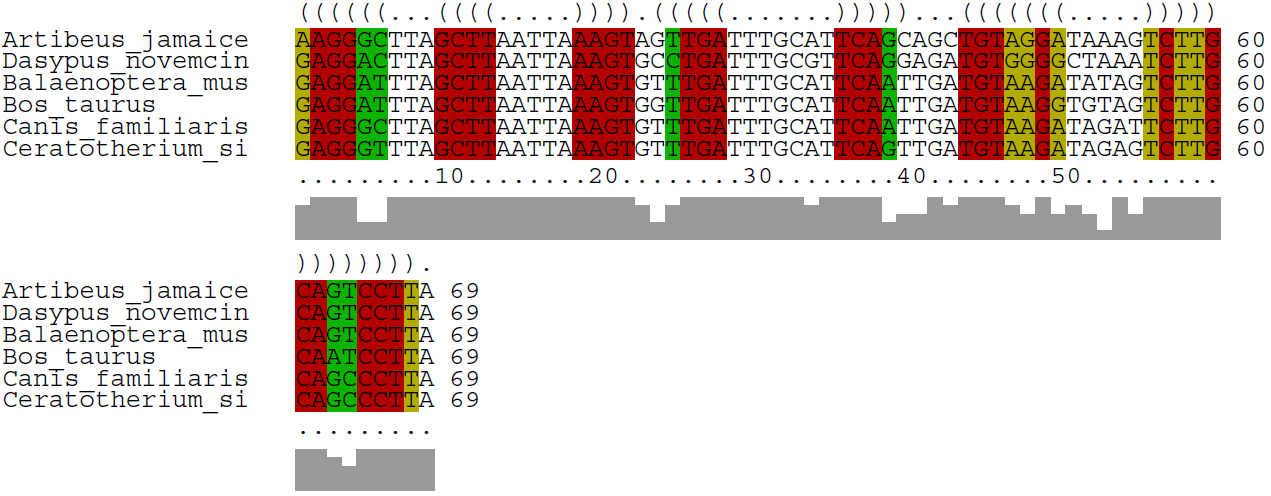 ((((((...((((.....)))).(((((.......)))))...(((((((.....)))))
Artibeus_jamaice AAGGGCTTAGCTTAATTAAAGTAGTTGATTTGCATTCAGCAGCTGTAGGATAAAGTCTTG 60
Dasypus_novemcin GAGGACTTAGCTTAATTAAAGTGCCTGATTTGCGTTCAGGAGATGTGGGGCTAAATCTTG 60
Balaenoptera_mus GAGGATTTAGCTTAATTAAAGTGTTTGATTTGCATTCAATTGATGTAAGATATAGTCTTG 60
Bos_taurus GAGGATTTAGCTTAATTAAAGTGGTTGATTTGCATTCAATTGATGTAAGGTGTAGTCTTG 60
Canis_familiaris GAGGGCTTAGCTTAATTAAAGTGTTTGATTTGCATTCAATTGATGTAAGATAGATTCTTG 60
Ceratotherium_si GAGGGTTTAGCTTAATTAAAGTGTTTGATTTGCATTCAGTTGATGTAAGATAGAGTCTTG 60
.........10........20........30........40........50.........
)))))))).
Artibeus_jamaice CAGTCCTTA 69
Dasypus_novemcin CAGTCCTTA 69
Balaenoptera_mus CAGTCCTTA 69
Bos_taurus CAATCCTTA 69
Canis_familiaris CAGCCCTTA 69
Ceratotherium_si CAGCCCTTA 69
.........